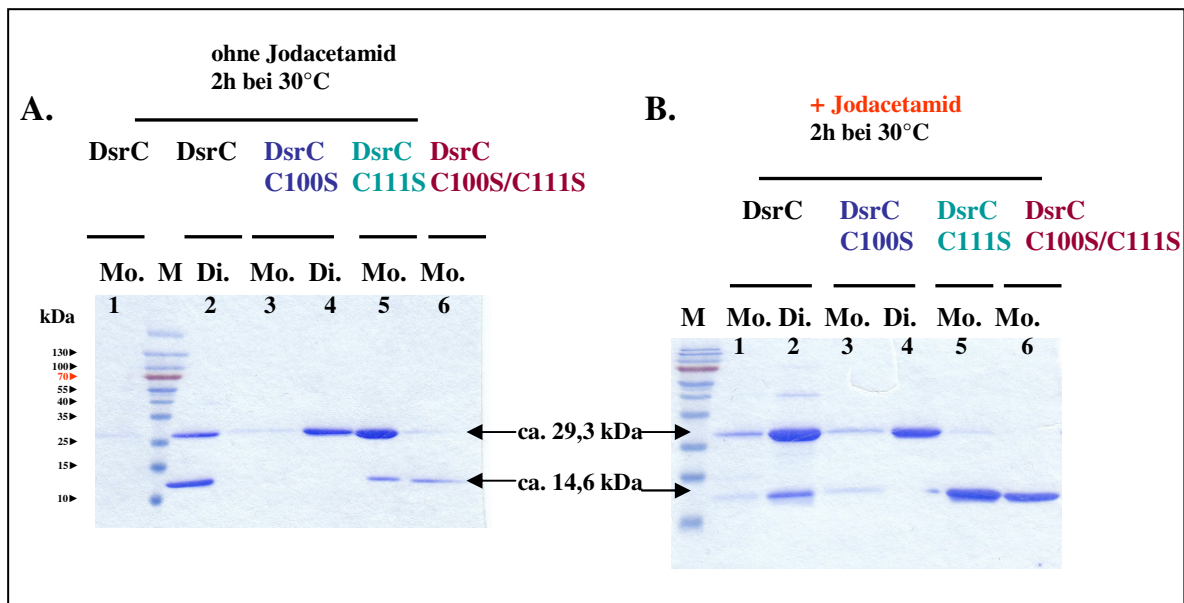 ohne Jodacetamid
2h bei 30°C
A.
DsrC DsrC DsrC DsrC DsrC
C100S C111S C100S/C111S
Mo. M Di. Mo. Di. Mo. Mo.
1 2 3 4 5 6
kDa
130
100
70
55
40
35
25
15
10
ca. 29,3 kDa
ca. 14,6 kDa
B.
+ Jodacetamid
2h bei 30°C
DsrC DsrC DsrC DsrC
C100S C111S C100S/C111S
M Mo. Di. Mo. Di. Mo. Mo.
1 2 3 4 5 6